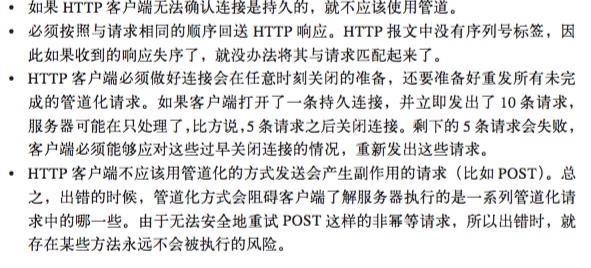 • 如果 HTTP 客户端无法确认连接是持久的，就不应该使用管道。
• 必须按照与请求相同的顺序回送 HTTP 响应。HTTP 报文中没有序列号标签，因
此如果收到的响应失序了，就没办法将其与请求匹配起来了。
• HTTP 客户端必须做好连接会在任意时刻关闭的准备，还要准备好重发所有未完
成的管道化请求。如果客户端打开了一条持久连接，并立即发出了 10 条请求，
服务器可能在只处理了，比方说，5 条请求之后关闭连接。剩下的 5 条请求会失败，
客户端必须能够应对这些过早关闭连接的情况，重新发出这些请求。
• HTTP 客户端不应该用管道化的方式发送会产生副作用的请求（比如 POST）。总
之，出错的时候，管道化方式会阻碍客户端了解服务器执行的是一系列管道化请
求中的哪一些。由于无法安全地重试 POST 这样的非幂等请求，所以出错时，就
存在某些方法永远不会被执行的风险。